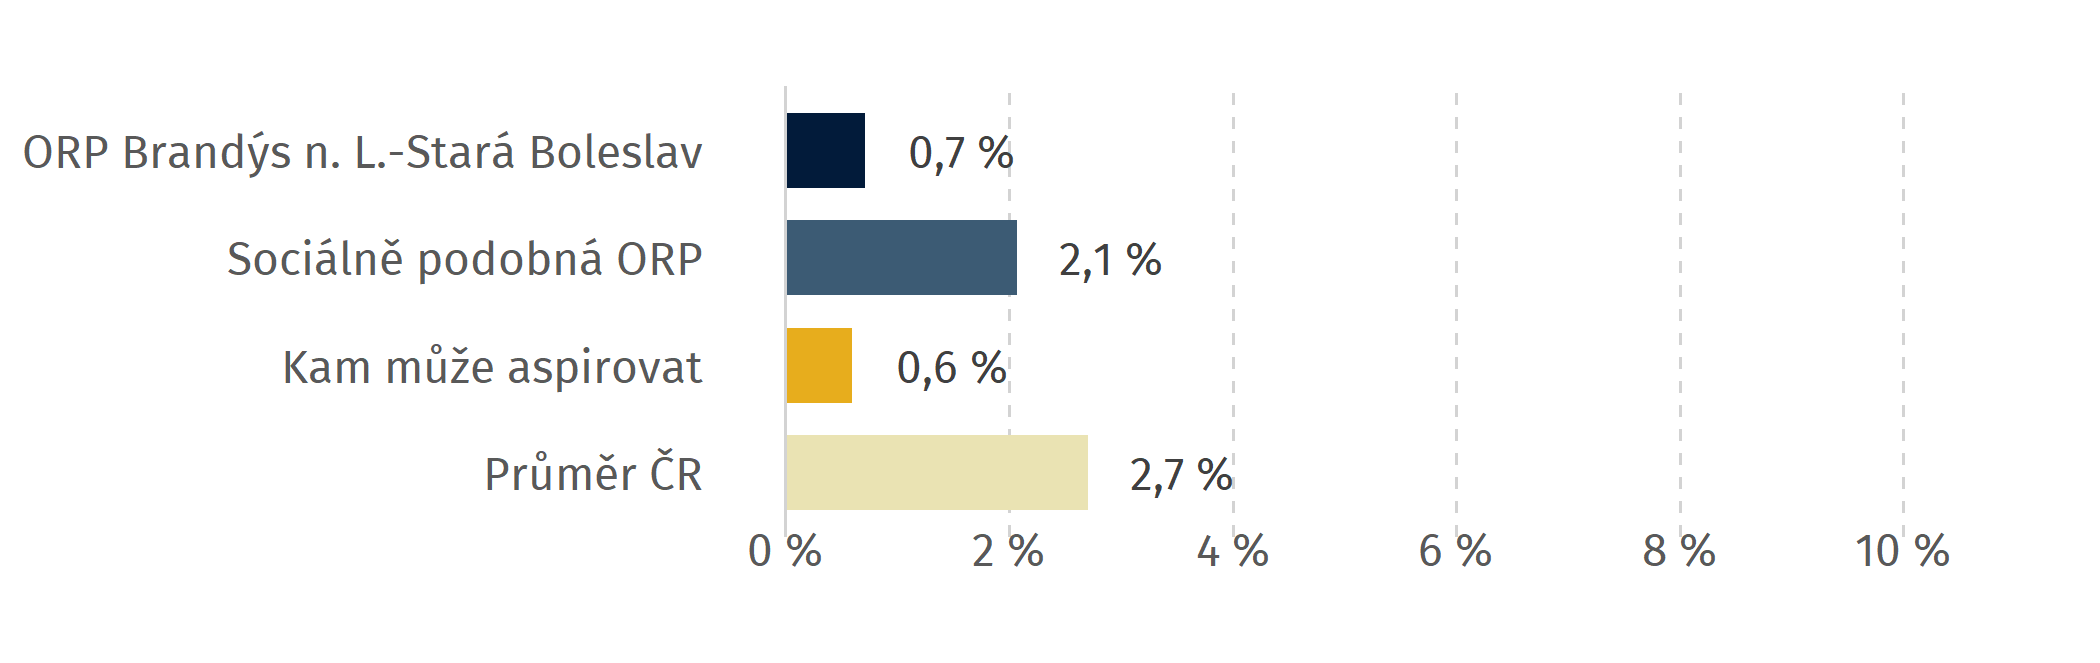 ORP Brandýs n. L.-Stará Boleslav 0,7 %
Sociálně podobná ORP 2,1 %
Kam může aspirovat 0,6 %
Průměr ČR 2,7 %
0 % 2 % 4 % 6 % 8 % 10 %